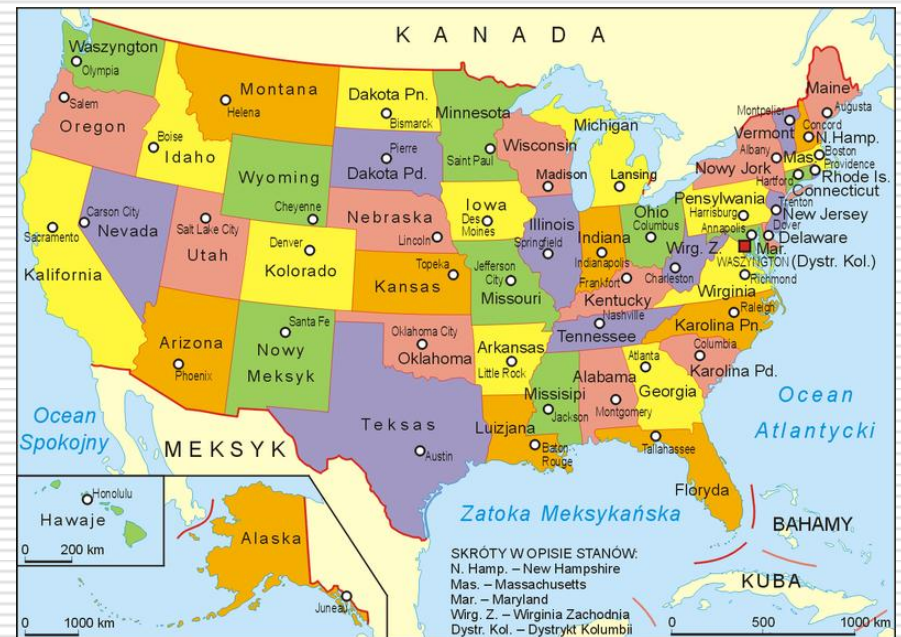 KANADA
Waszyngton
Olympia
Montana
Helena
Dakota Pn.
Bismarck
Minnesota
Saint Paul
Salem
Oregon
Boise
Idaho
Wyoming
Cheyenne
Pierre
Dakota Pd.
Wisconsin
Madison
Michigan
Lansing
Maine
Augusta
Montpelier
Vermont
Concord
N.Hamp.
Albany
Nowy Jork
Boston
Mas.
Providence
Rhode Is.
Hartford
Connecticut
Pensylwania
Harrisburg
Trenton
New Jersey
Dover
Delaware
Annapolis
Mar.
WASZYNGTON
(Dystr. Kol.)
Carson City
Nevada
Sacramento
Kalifornia
Salt Lake City
Utah
Denver
Kolorado
Nebraska
Lincoln
Iowa
Des
Moines
Illinois
Springfield
Indiana
Indianapolis
Ohio
Columbus
Wirg. Z.
Charleston
Richmond
Wirginia
Topeka
Kansas
Jefferson
City
Missouri
Frankfort
Kentucky
Nashville
Tennessee
Raleigh
Karolina Pn.
Arizona
Phoenix
Santa Fe
Nowy
Meksyk
Oklahoma City
Oklahoma
Arkansas
Little Rock
Missisipi
Jackson
Alabama
Montgomery
Atlanta
Georgia
Columbia
Karolina Pd.
Teksas
Austin
Luizjana
Baton
Rouge
Tallahassee
Floryda
Ocean
Spokojny
MEKSYK
Ocean
Atlantycki
Zatoka Meksykańska
BAHAMY
KUBA
Honolulu
Hawaje
0 200 km
Alaska
Juneau
0 1000 km
SKRÓTY W OPISIE STANÓW:
N. Hamp. – New Hampshire
Mas. – Massachusetts
Mar. – Maryland
Wirg. Z. – Wirginia Zachodnia
Dystr. Kol. – Dystrykt Kolumbii
0 500 1000 km